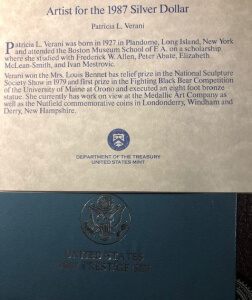 Artist for the 1987 Silver Dollar
Patricia L. Verani
Patricia L. Verani was born in 1927 in Plandome, Long Island, New York
and attended the Boston Museum School of F. A. on a scholarship
where she studied with Frederick W. Allen, Peter Abate, Elizabeth
McLean-Smith, and Ivan Mestrovic.
Verani won the Mrs. Louis Bennet bas relief prize in the National Sculpture
Society Show in 1979 and first prize in the Fighting Black Bear Competition
of the University of Maine at Orono and executed an eight foot bronze
statue. She currently has work on view at the Medallic Art Company as
well as the Nutfield commemorative coins in Londonderry, Windham and
Derry, New Hampshire.
DEPARTMENT OF THE TREASURY
UNITED STATES MINT
UNITED STATES
PRESTIGE SET